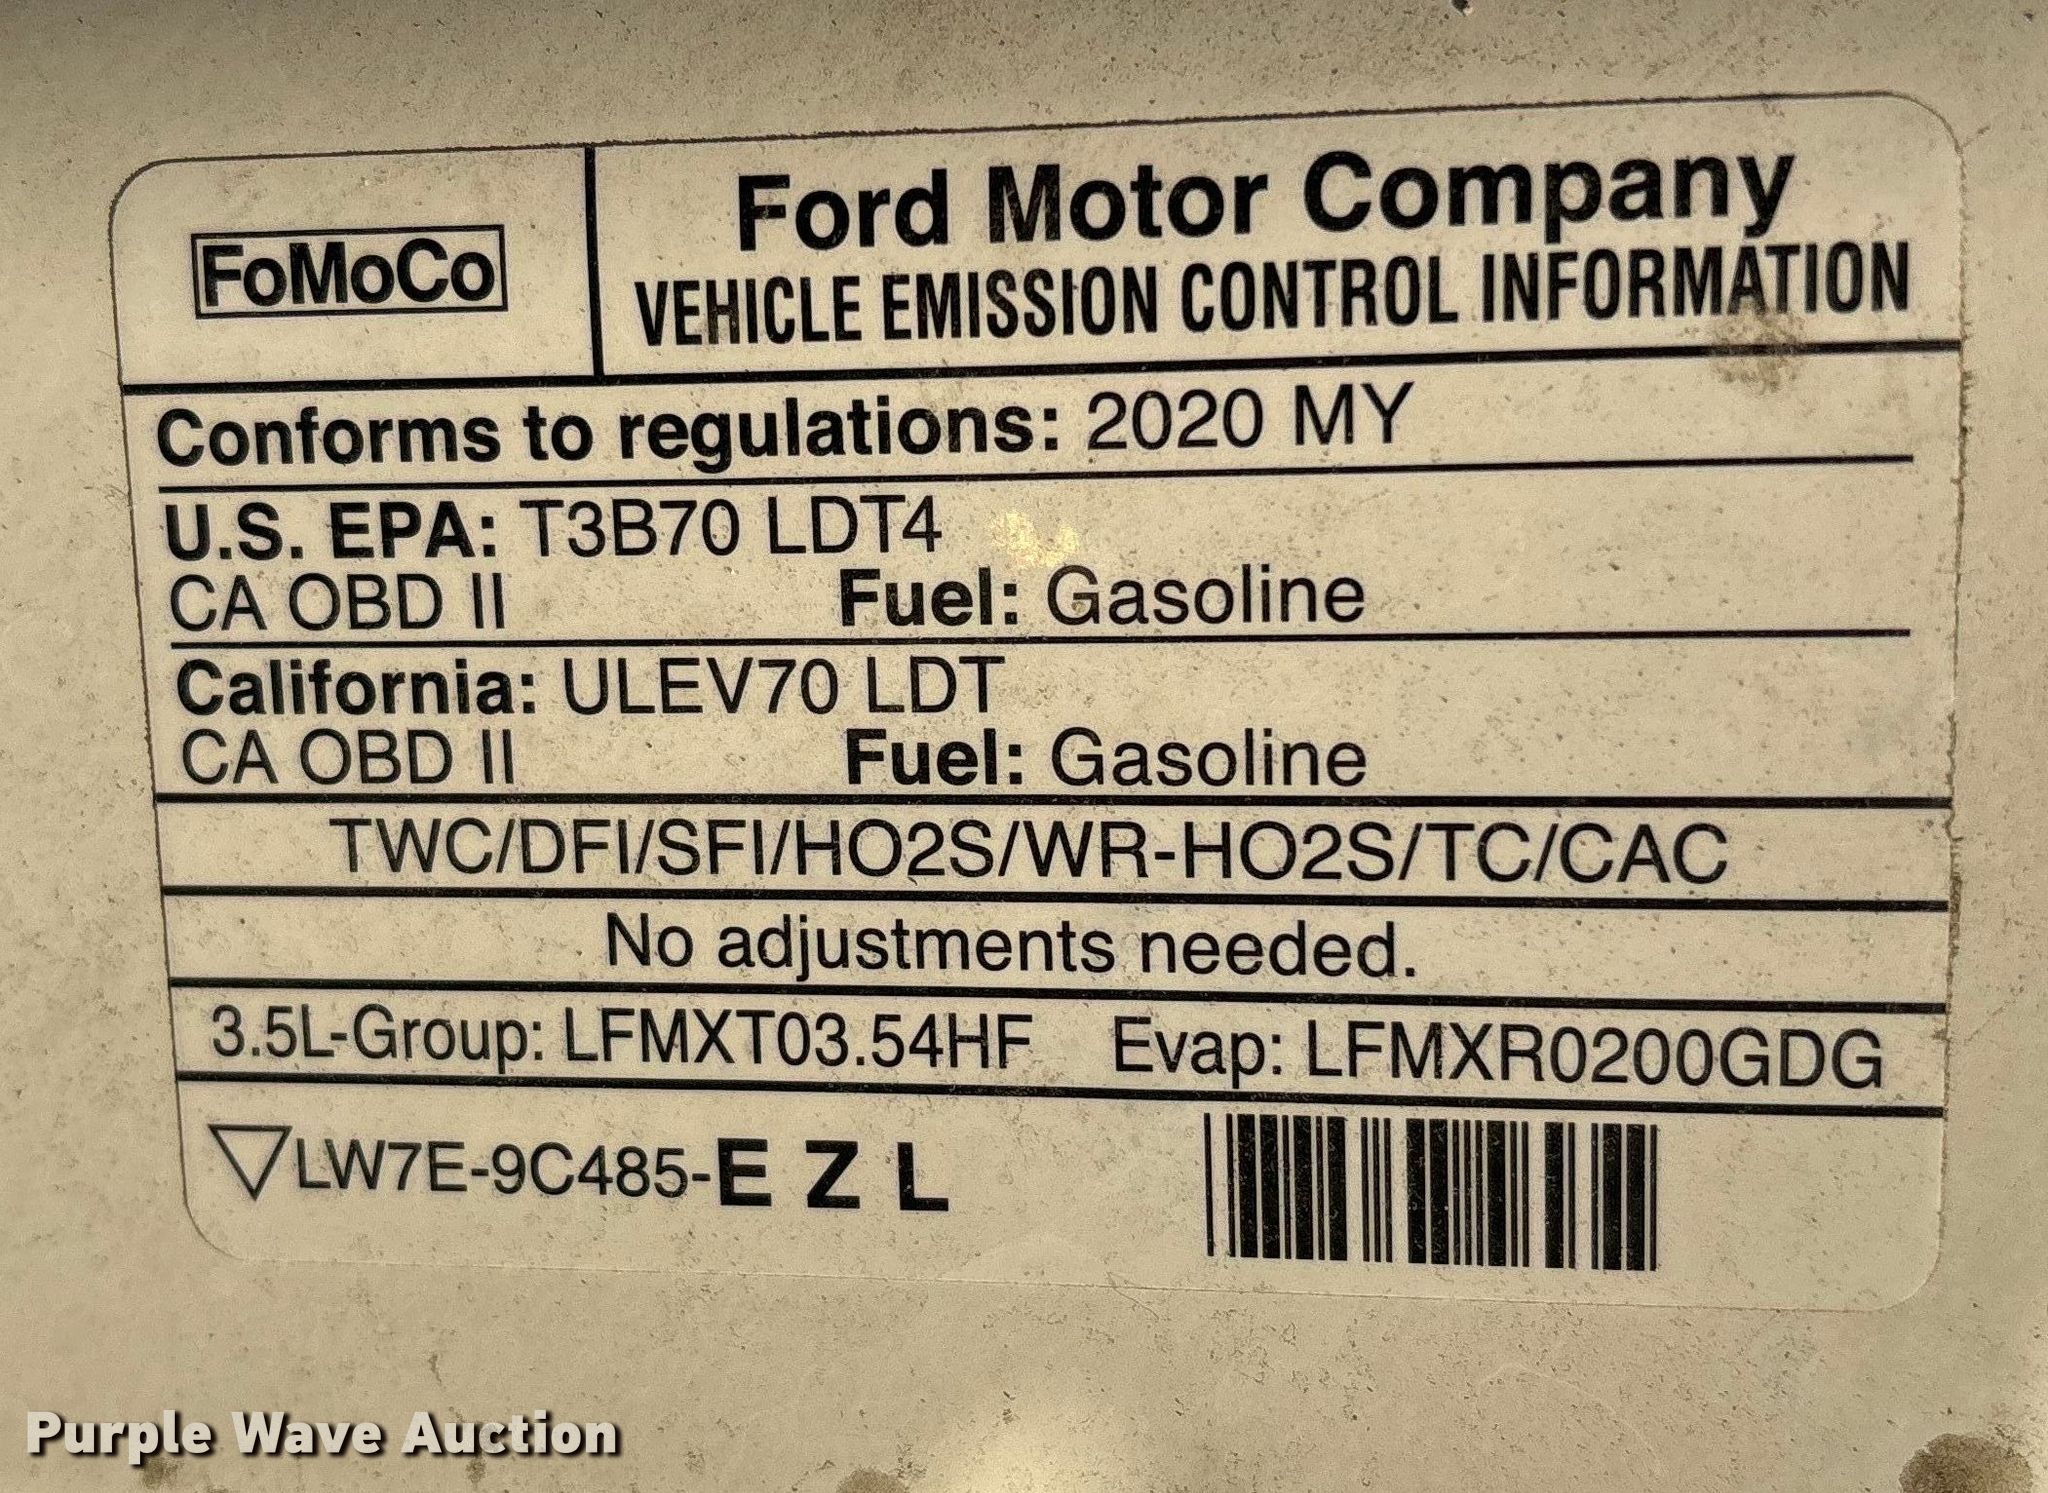 FoMoCo
Ford Motor Company
VEHICLE EMISSION CONTROL INFORMATION
Conforms to regulations: 2020 MY
U.S. EPA: T3B70 LDT4
CA OBD II Fuel: Gasoline
California: ULEV70 LDT
CA OBD II Fuel: Gasoline
TWC/DFI/SFI/HO2S/WR-HO2S/TC/CAC
No adjustments needed.
3.5L-Group: LFMXT03.54HF Evap: LFMXR0200GDG
▽LW7E-9C485-E Z L
Purple Wave Auction